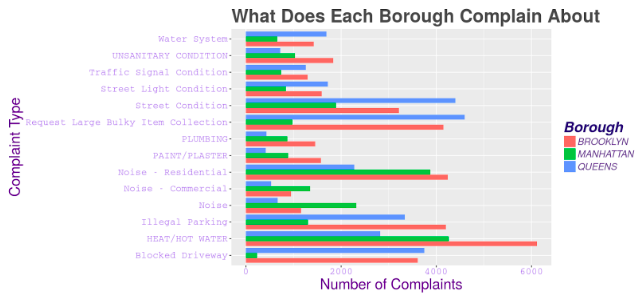 What Does Each Borough Complain About
Complaint Type
Water System
UNSANITARY CONDITION
Traffic Signal Condition
Street Light Condition
Street Condition
Request Large Bulky Item Collection
PLUMBING
PAINT/PLASTER
Noise - Residential
Noise - Commercial
Noise
Illegal Parking
HEAT/HOT WATER
Blocked Driveway
0 2000 4000 6000
Number of Complaints
Borough
BROOKLYN
MANHATTAN
QUEENS